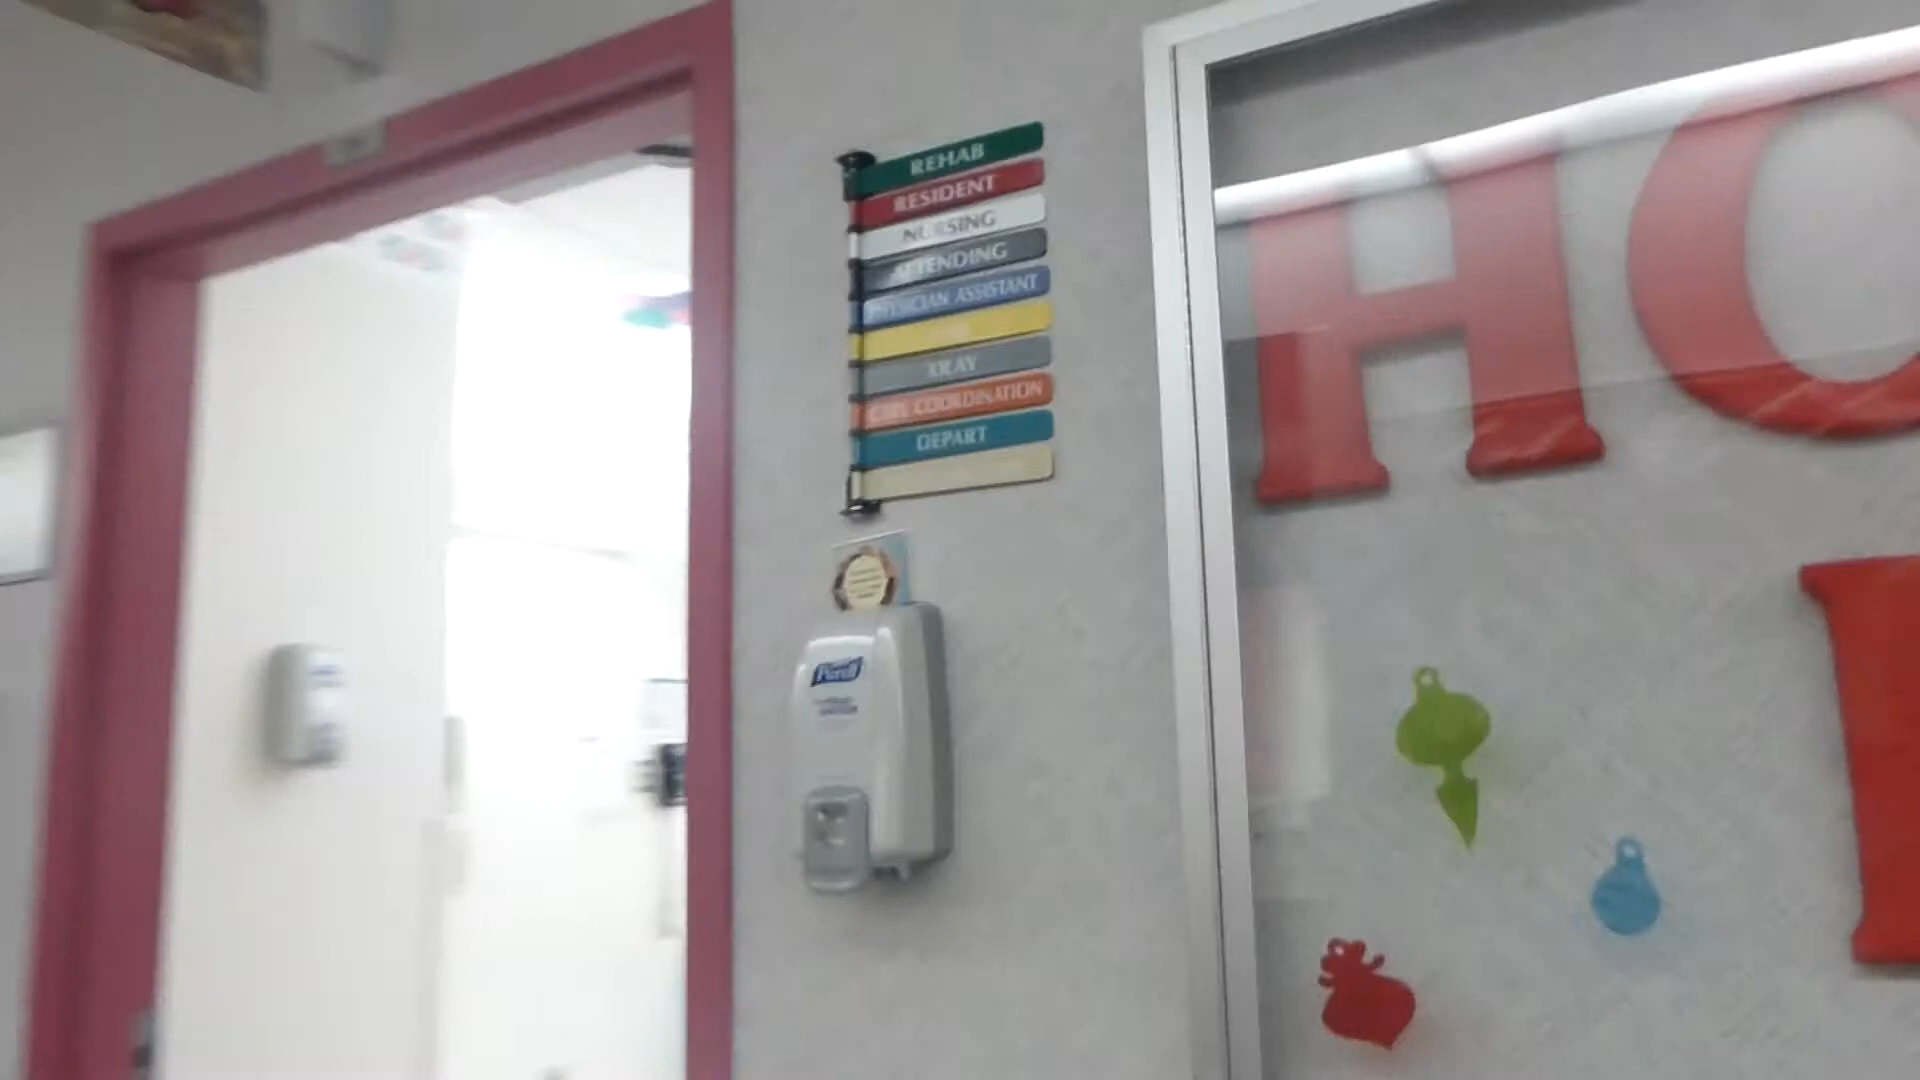 REHAB
RESIDENT
NURSING
ATTENDING
PHYSICIAN ASSISTANT
XRAY
CARE COORDINATION
DEPART
Purell
HO